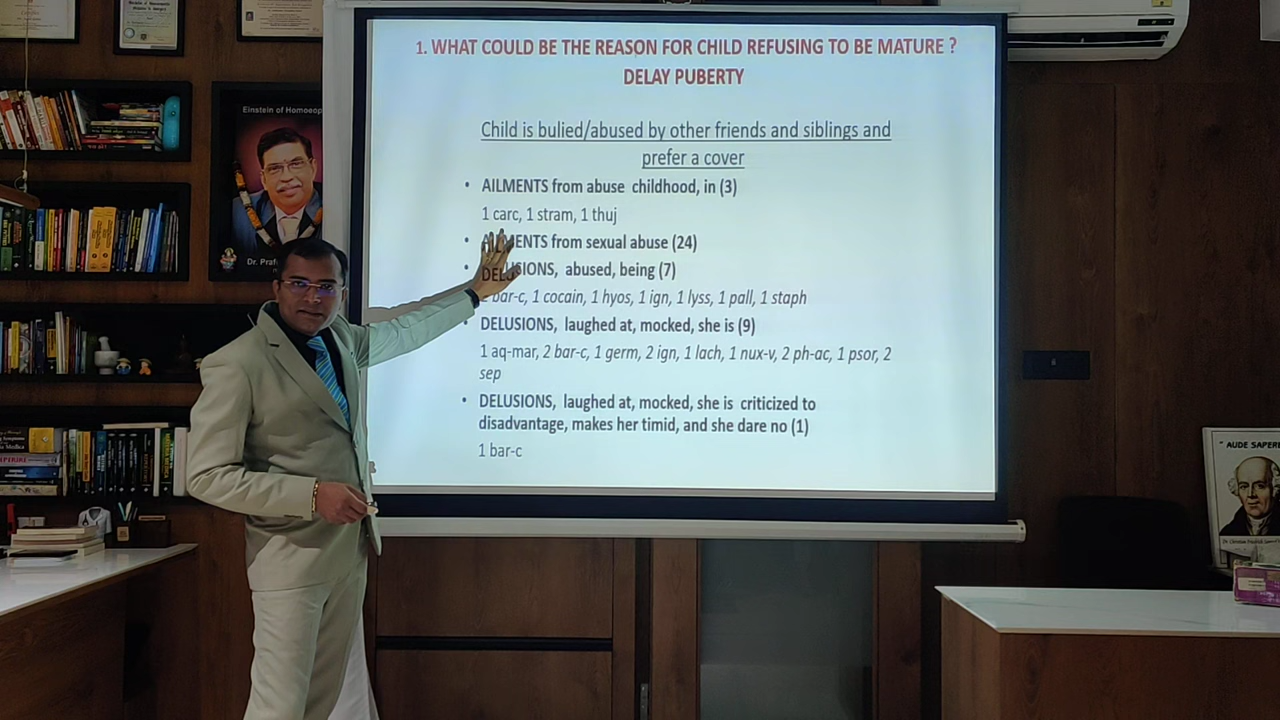 1. WHAT COULD BE THE REASON FOR CHILD REFUSING TO BE MATURE ?
DELAY PUBERTY
Child is bulied/abused by other friends and siblings and
prefer a cover
• AILMENTS from abuse childhood, in (3)
1 carc, 1 stram, 1 thuj
• AILMENTS from sexual abuse (24)
• DELUSIONS, abused, being (7)
bar-c, 1 cocain, 1 hyos, 1 ign, 1 lyss, 1 pall, 1 staph
• DELUSIONS, laughed at, mocked, she is (9)
1 aq-mar, 2 bar-c, 1 germ, 2 ign, 1 lach, 1 nux-v, 2 ph-ac, 1 psor, 2
sep
• DELUSIONS, laughed at, mocked, she is criticized to
disadvantage, makes her timid, and she dare no (1)
1 bar-c
Einstein of Homoeop
Dr. Praf
" AUDE SAPERE